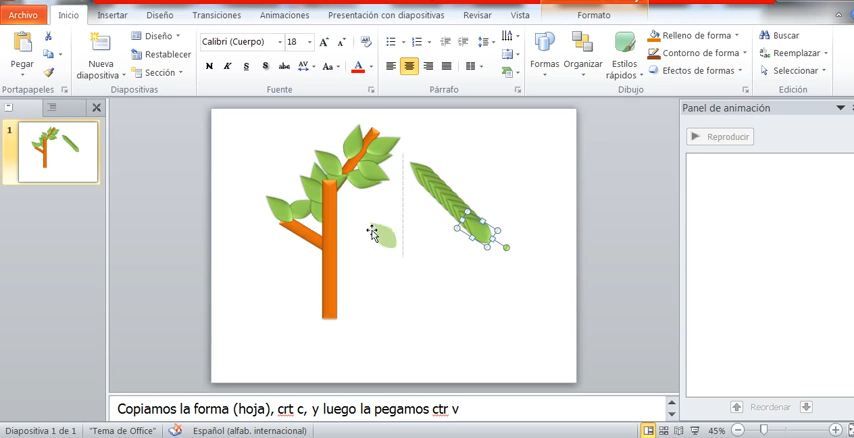 Archivo Inicio Insertar Diseño Transiciones Animaciones Presentación con diapositivas Revisar Vista Formato
Pegar
Nueva diapositiva
Diseño
Restablecer
Sección
Calibri (Cuerpo) 18
N K S S abc AV Aa A
Formas
Organizar
Estilos rápidos
Relleno de forma
Contorno de forma
Efectos de formas
Buscar
Reemplazar
Seleccionar
Portapapeles Diapositivas Fuente Párrafo Dibujo Edición
1
Panel de animación
Reproducir
Reordenar
Copiamos la forma (hoja), crt c, y luego la pegamos ctr v
Diapositiva 1 de 1 "Tema de Office" Español (alfab. internacional) 45%